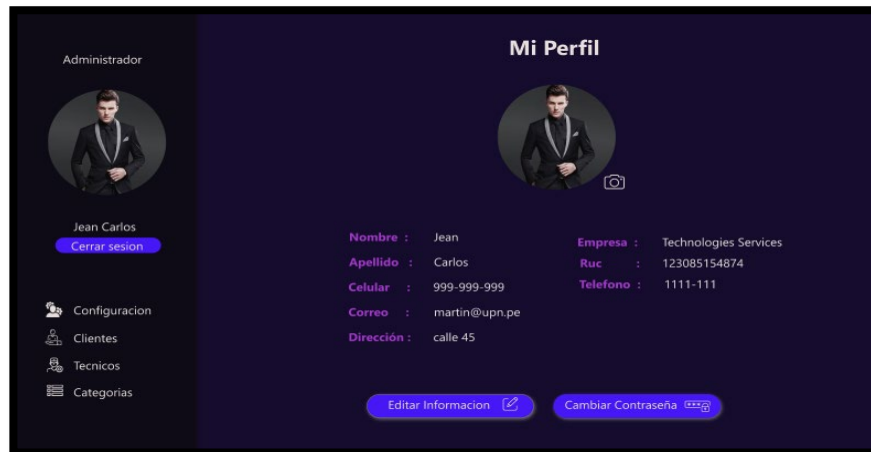 Administrador
Jean Carlos
Cerrar sesion
Configuracion
Clientes
Tecnicos
Categorias
Mi Perfil
Nombre : Jean
Apellido : Carlos
Celular : 999-999-999
Correo : martin@upn.pe
Dirección : calle 45
Empresa : Technologies Services
Ruc : 123085154874
Telefono : 1111-111
Editar Informacion
Cambiar Contraseña